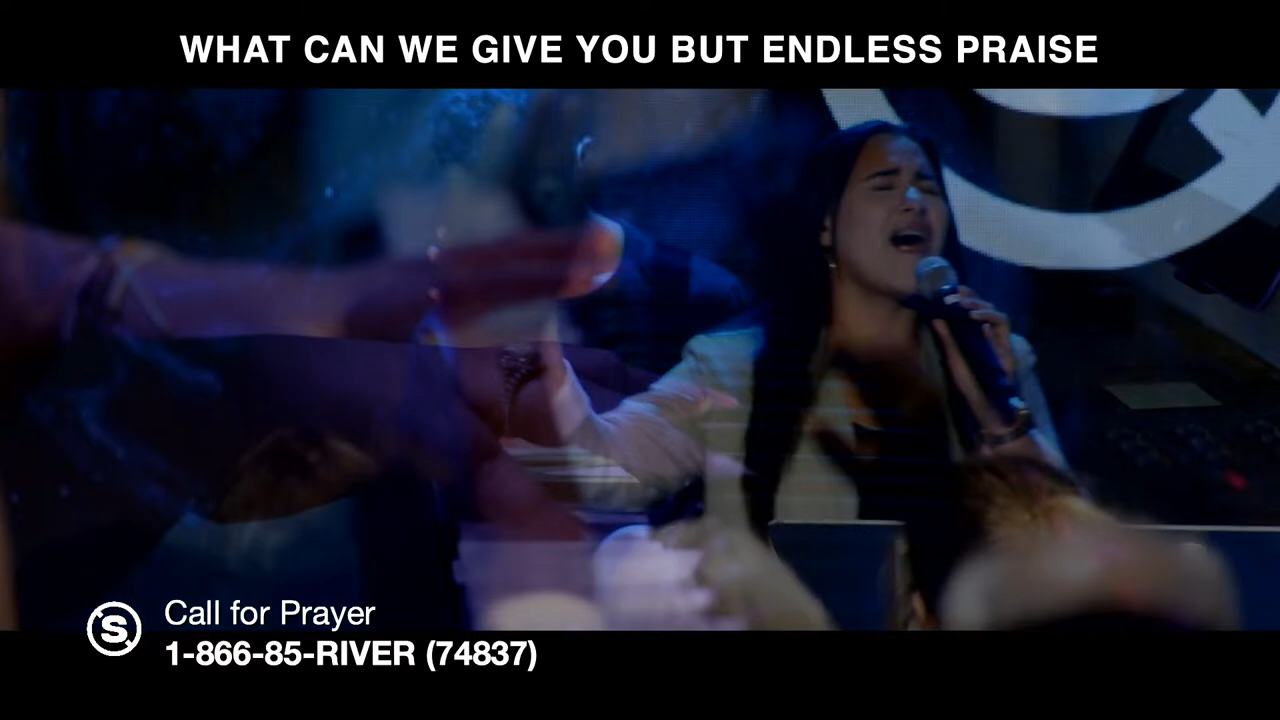 WHAT CAN WE GIVE YOU BUT ENDLESS PRAISE
S
Call for Prayer
1-866-85-RIVER (74837)